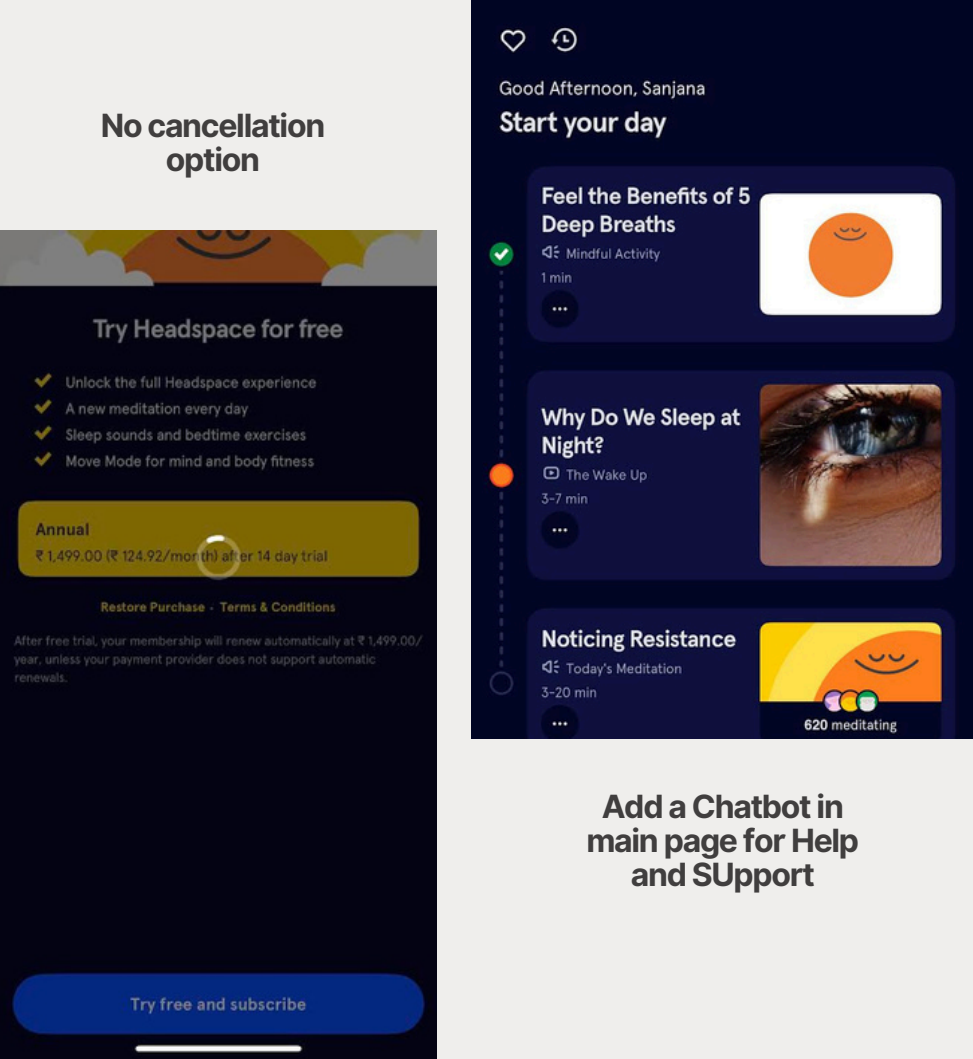 No cancellation
option
Try Headspace for free
Unlock the full Headspace experience
A new meditation every day
Sleep sounds and bedtime exercises
Move Mode for mind and body fitness
Annual
₹ 1,499.00 (₹ 124.92/month) after 14 day trial
Restore Purchase · Terms & Conditions
After free trial, your membership will renew automatically at ₹ 1,499.00/
year, unless your payment provider does not support automatic
renewals.
Try free and subscribe
Good Afternoon, Sanjana
Start your day
Feel the Benefits of 5
Deep Breaths
Mindful Activity
1 min
Why Do We Sleep at
Night?
The Wake Up
3-7 min
Noticing Resistance
Today's Meditation
3-20 min
620 meditating
Add a Chatbot in
main page for Help
and SUpport